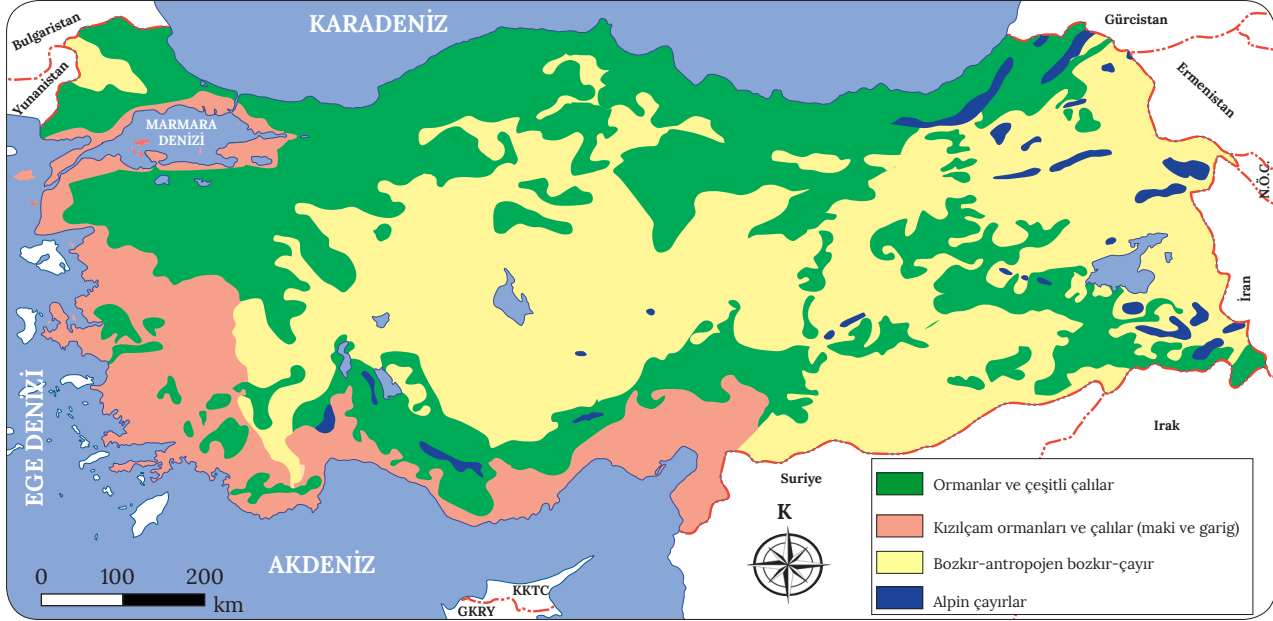 KARADENİZ
Bulgaristan
Yunanistan
Gürcistan
Ermenistan
N.Ö.C.
İran
MARMARA
DENİZİ
EGE DENİZİ
AKDENİZ
Suriye
Irak
K
KKTC
GKRY
0 100 200
km
Ormanlar ve çeşitli çalılar
Kızılçam ormanları ve çalılar (maki ve garig)
Bozkır-antropojen bozkır-çayır
Alpin çayırlar